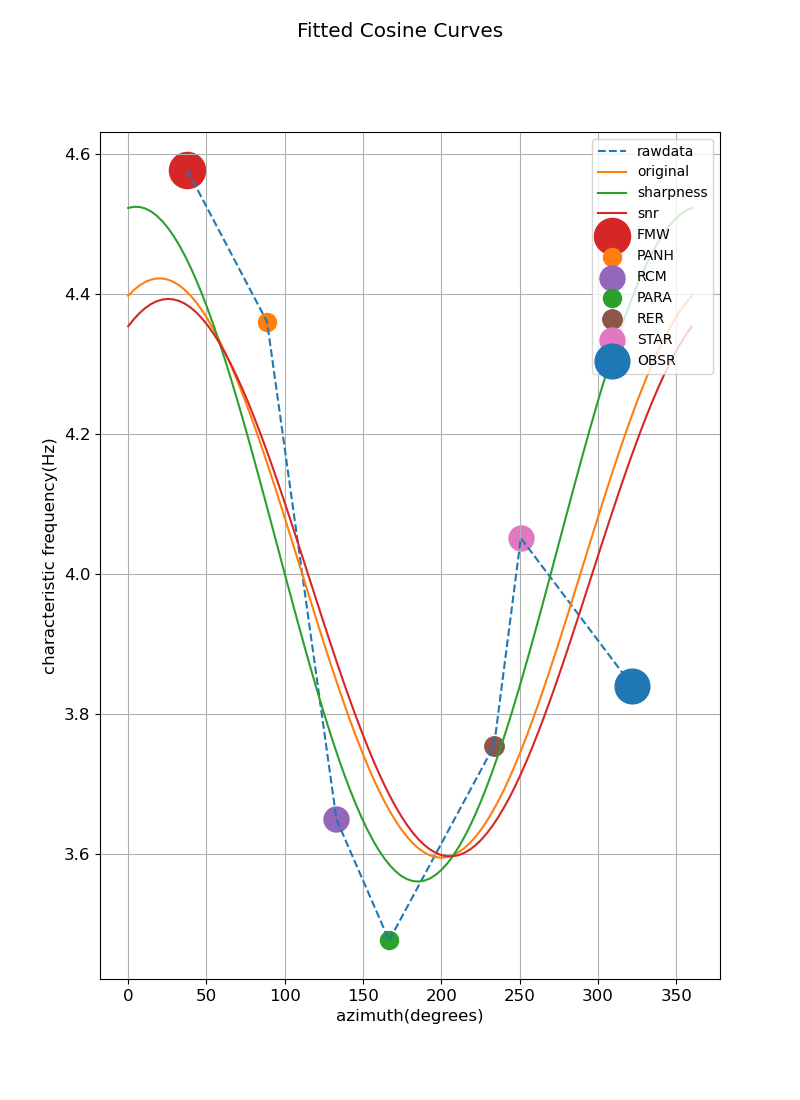 Fitted Cosine Curves
4.6
4.4
4.2
4.0
3.8
3.6
characteristic frequency(Hz)
rawdata
original
sharpness
snr
FMW
PANH
RCM
PARA
RER
STAR
OBSR
0 50 100 150 200 250 300 350
azimuth(degrees)